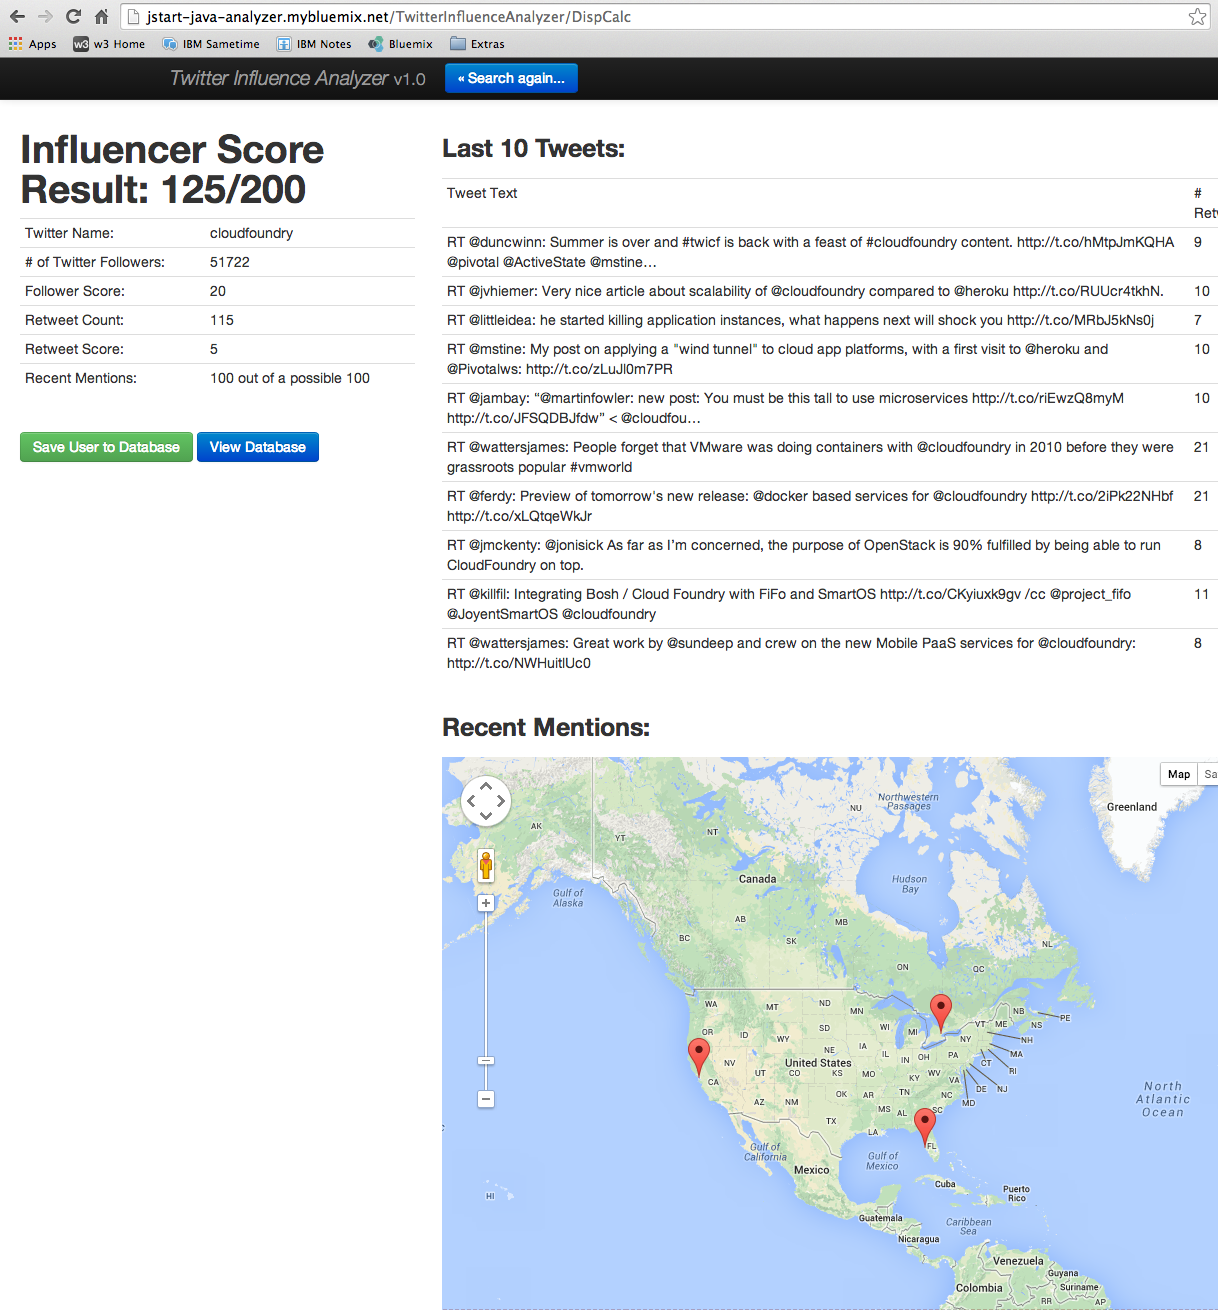 jstart-java-analyzer.mybluemix.net/TwitterInfluenceAnalyzer/DispCalc
Apps w3 w3 Home IBM Sametime IBM Notes Bluemix Extras
Twitter Influence Analyzer v1.0 « Search again...
Influencer Score
Result: 125/200
Twitter Name: cloudfoundry
# of Twitter Followers: 51722
Follower Score: 20
Retweet Count: 115
Retweet Score: 5
Recent Mentions: 100 out of a possible 100
Save User to Database View Database
Last 10 Tweets:
Tweet Text #
Retw
RT @duncwinn: Summer is over and #twicf is back with a feast of #cloudfoundry content. http://t.co/hMtpJmKQHA 9
@pivotal @ActiveState @mstine…
RT @jvhiemer: Very nice article about scalability of @cloudfoundry compared to @heroku http://t.co/RUUcr4tkhN. 10
RT @littleidea: he started killing application instances, what happens next will shock you http://t.co/MRbJ5kNs0j 7
RT @mstine: My post on applying a "wind tunnel" to cloud app platforms, with a first visit to @heroku and 10
@Pivotalws: http://t.co/zLuJl0m7PR
RT @jambay: "@martinfowler: new post: You must be this tall to use microservices http://t.co/riEwzQ8myM 10
http://t.co/JFSQDBJfdw" < @cloudfou…
RT @wattersjames: People forget that VMware was doing containers with @cloudfoundry in 2010 before they were 21
grassroots popular #vmworld
RT @ferdy: Preview of tomorrow's new release: @docker based services for @cloudfoundry http://t.co/2iPk22NHbf 21
http://t.co/xLQtqeWkJr
RT @jmckenty: @jonisick As far as I'm concerned, the purpose of OpenStack is 90% fulfilled by being able to run 8
CloudFoundry on top.
RT @killfil: Integrating Bosh / Cloud Foundry with FiFo and SmartOS http://t.co/CKyiuxk9gv /cc @project_fifo 11
@JoyentSmartOS @cloudfoundry
RT @wattersjames: Great work by @sundeep and crew on the new Mobile PaaS services for @cloudfoundry: 8
http://t.co/NWHuitlUc0
Recent Mentions:
Map Sa
Northwestern
Passages
NU
Greenland
AK
YT
NT
Canada
Hudson
Bay
Gulf of
Alaska
AB
MB
BC
SK
NL
ON
QC
WA
MT
ND
MN
NB
PE
VT
ME
NS
OR
ID
SD
WI
MI
NY
NH
WY
IA
NE
MA
NV
United States
IL
IN
OH
PA
CT
RI
UT
CO
KS
MO
WV
CA
KY
VA
DE
NJ
AZ
NM
OK
AR
TN
NC
MD
North
Atlantic
Ocean
MS
AL
SC
TX
LA
FL
Gulf of
California
Gulf of
Mexico
Mexico
Cuba
Puerto
Rico
HI
Guatemala
Caribbean
Sea
Nicaragua
Venezuela
Guyana
Colombia
Suriname
RR
AP